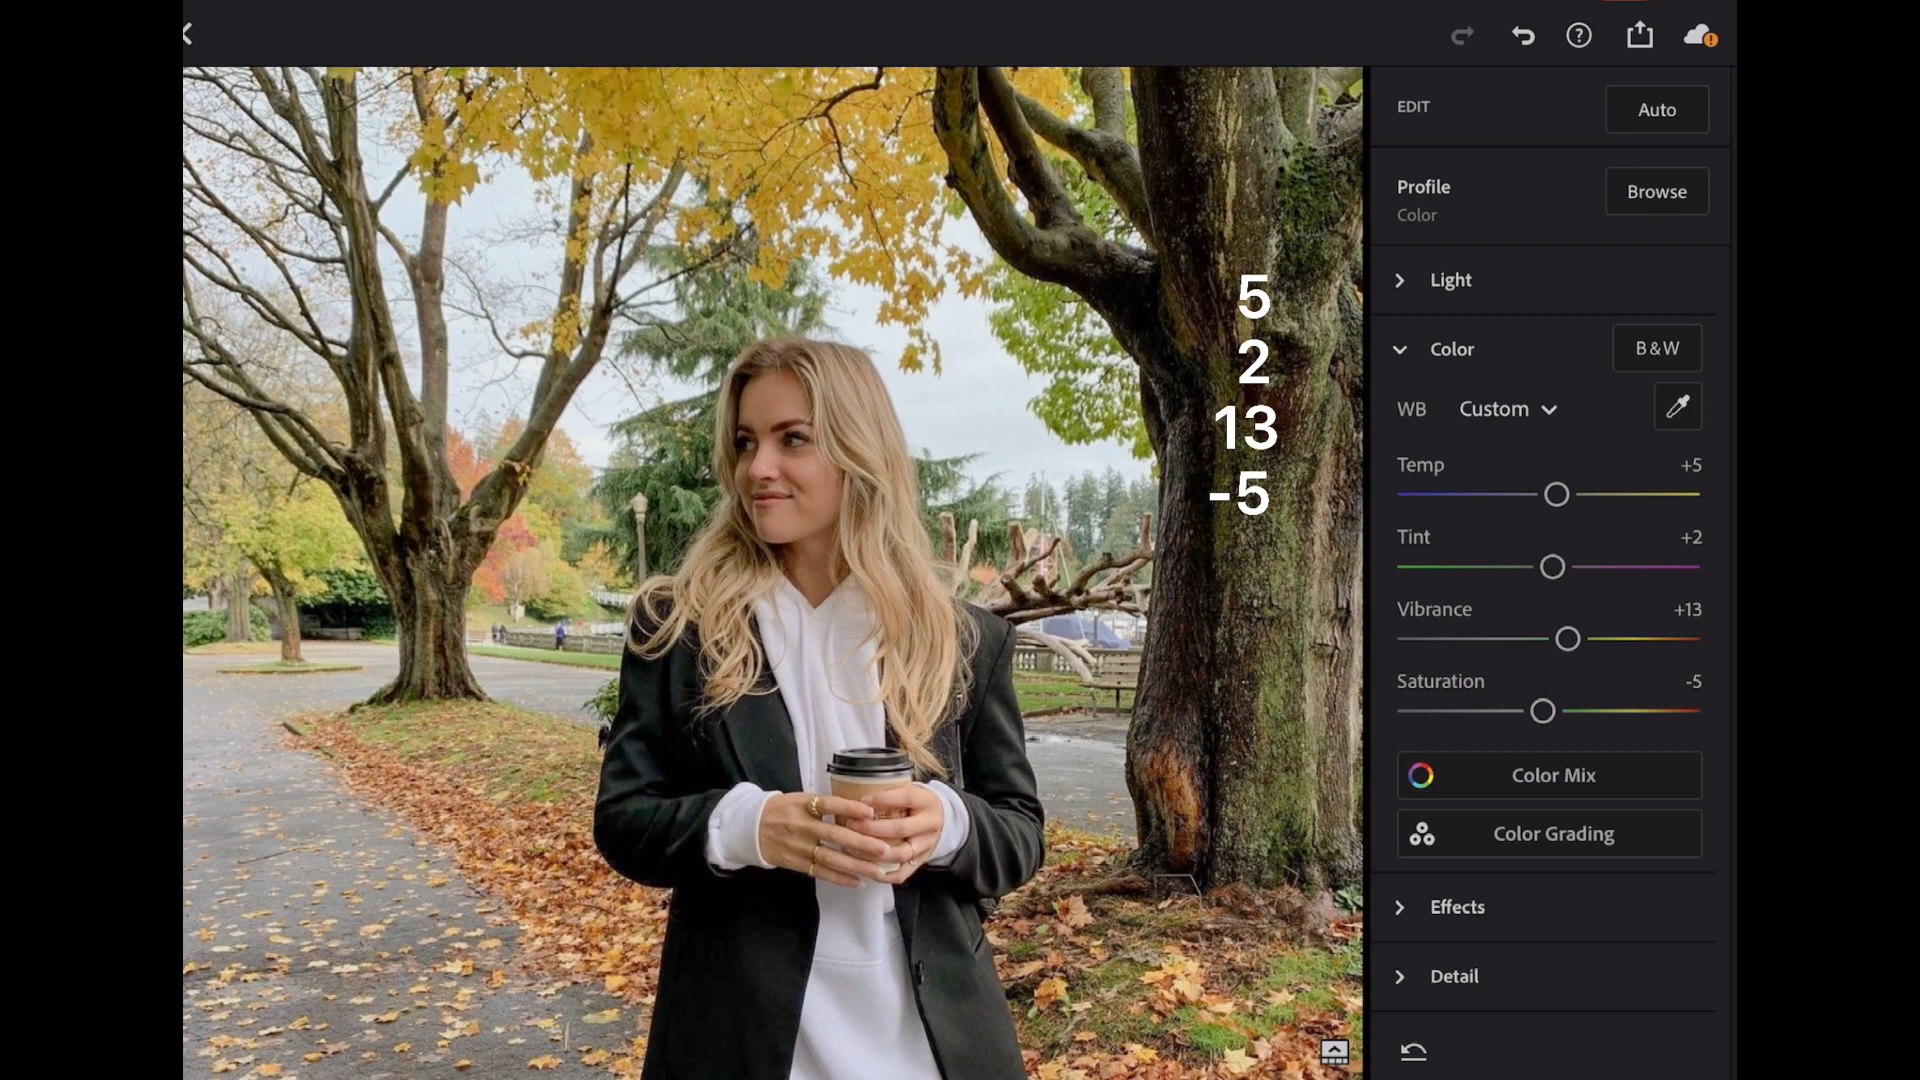 EDIT
Auto
Profile
Color
Browse
Light
Color
B&W
WB
Custom
Temp
+5
Tint
+2
Vibrance
+13
Saturation
-5
Color Mix
Color Grading
Effects
Detail
5
2
13
-5